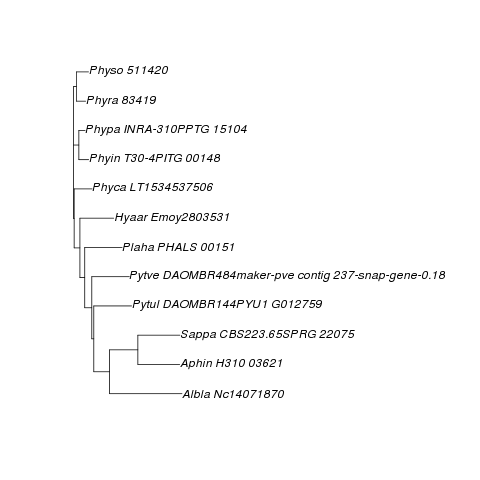 Physo 511420
Phyra 83419
Phypa INRA-310PPTG 15104
Phyin T30-4PITG 00148
Phyca LT1534537506
Hyaar Emoy2803531
Plaha PHALS 00151
Pytve DAOMBR484maker-pve contig 237-snap-gene-0.18
Pytul DAOMBR144PYU1 G012759
Sappa CBS223.65SPRG 22075
Aphin H310 03621
Albla Nc14071870